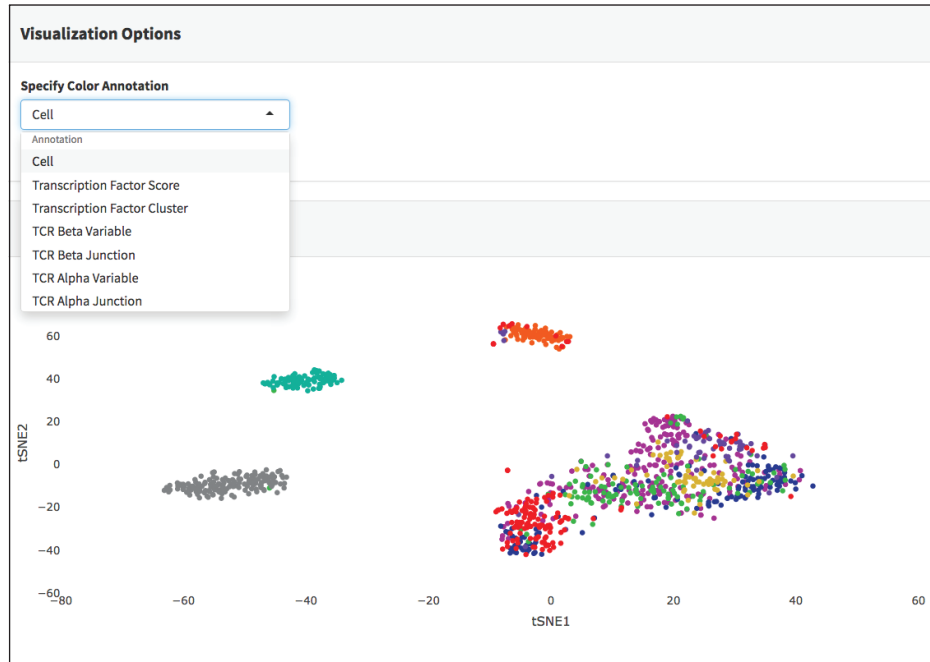 Visualization Options
Specify Color Annotation
Cell
Annotation
Cell
Transcription Factor Score
Transcription Factor Cluster
TCR Beta Variable
TCR Beta Junction
TCR Alpha Variable
TCR Alpha Junction
60
40
20
0
−20
−40
−60
tSNE2
−80
−60
−40
−20
0
20
40
60
tSNE1